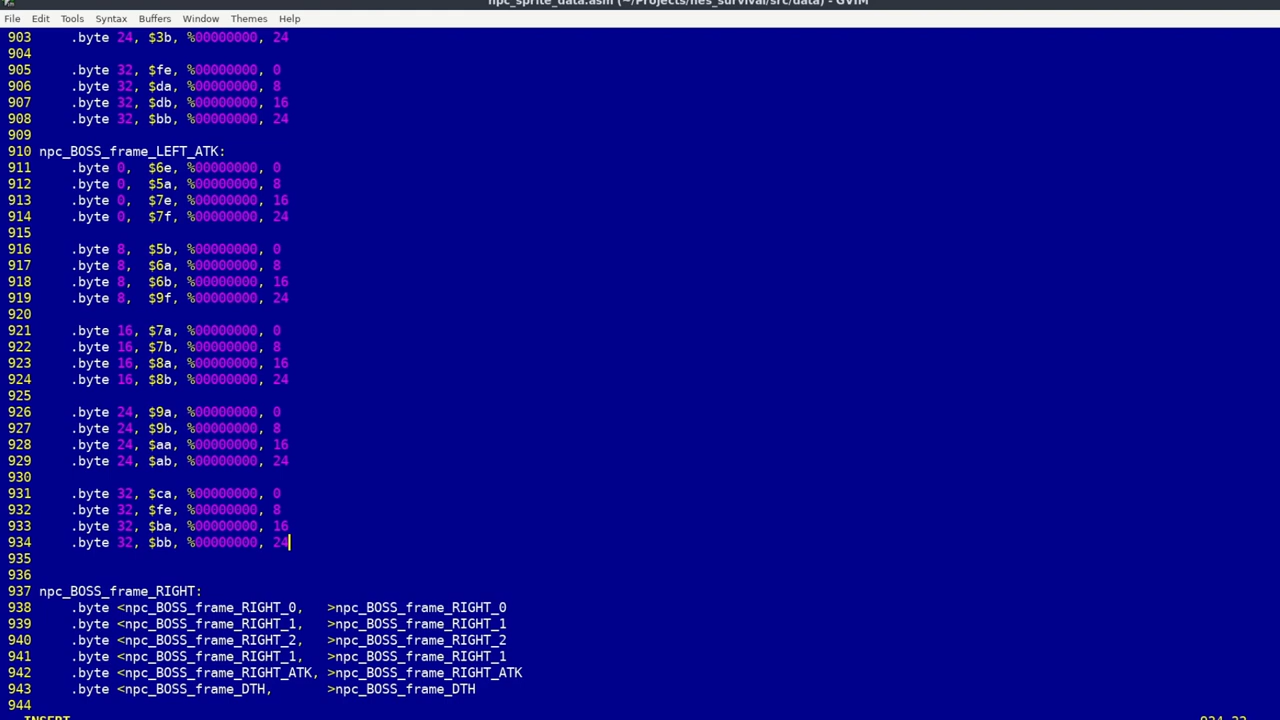 npc_sprite_data.asm (~/Projects/nes_survival/src/data) - GVIM
File Edit Tools Syntax Buffers Window Themes Help
903 .byte 24, $3b, %00000000, 24
904
905 .byte 32, $fe, %00000000, 0
906 .byte 32, $da, %00000000, 8
907 .byte 32, $db, %00000000, 16
908 .byte 32, $bb, %00000000, 24
909
910 npc_BOSS_frame_LEFT_ATK:
911 .byte 0, $6e, %00000000, 0
912 .byte 0, $5a, %00000000, 8
913 .byte 0, $7e, %00000000, 16
914 .byte 0, $7f, %00000000, 24
915
916 .byte 8, $5b, %00000000, 0
917 .byte 8, $6a, %00000000, 8
918 .byte 8, $6b, %00000000, 16
919 .byte 8, $9f, %00000000, 24
920
921 .byte 16, $7a, %00000000, 0
922 .byte 16, $7b, %00000000, 8
923 .byte 16, $8a, %00000000, 16
924 .byte 16, $8b, %00000000, 24
925
926 .byte 24, $9a, %00000000, 0
927 .byte 24, $9b, %00000000, 8
928 .byte 24, $aa, %00000000, 16
929 .byte 24, $ab, %00000000, 24
930
931 .byte 32, $ca, %00000000, 0
932 .byte 32, $fe, %00000000, 8
933 .byte 32, $ba, %00000000, 16
934 .byte 32, $bb, %00000000, 24
935
936
937 npc_BOSS_frame_RIGHT:
938 .byte <npc_BOSS_frame_RIGHT_0, >npc_BOSS_frame_RIGHT_0
939 .byte <npc_BOSS_frame_RIGHT_1, >npc_BOSS_frame_RIGHT_1
940 .byte <npc_BOSS_frame_RIGHT_2, >npc_BOSS_frame_RIGHT_2
941 .byte <npc_BOSS_frame_RIGHT_1, >npc_BOSS_frame_RIGHT_1
942 .byte <npc_BOSS_frame_RIGHT_ATK, >npc_BOSS_frame_RIGHT_ATK
943 .byte <npc_BOSS_frame_DTH, >npc_BOSS_frame_DTH
944